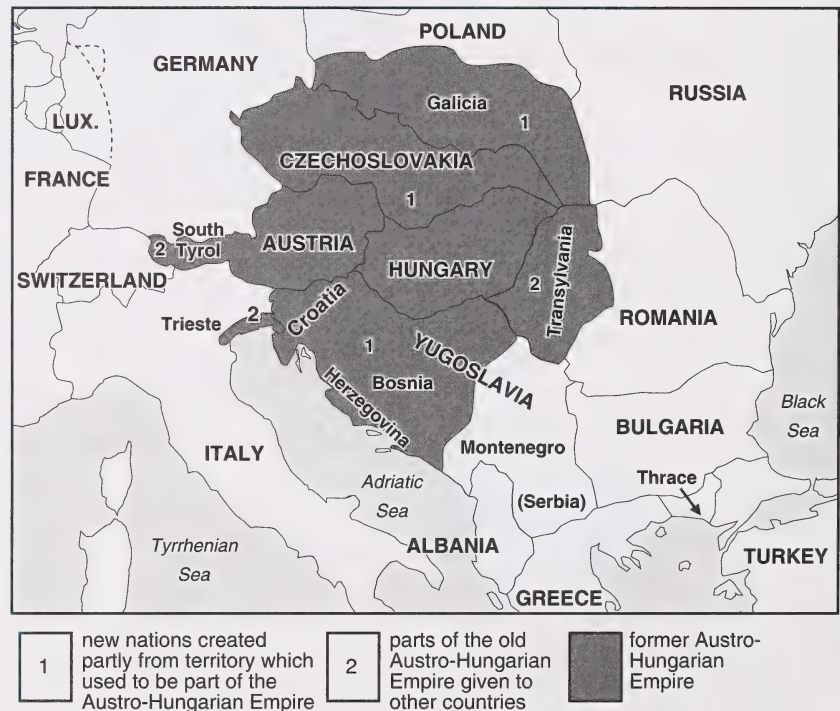 POLAND
GERMANY
RUSSIA
Galicia
1
LUX.
CZECHOSLOVAKIA
FRANCE
1
South
Tyrol
2
AUSTRIA
SWITZERLAND
HUNGARY
2
Transylvania
Croatia
2
Trieste
ROMANIA
1
YUGOSLAVIA
Bosnia
Herzegovina
Black
Sea
BULGARIA
ITALY
Montenegro
Adriatic
Sea
Thrace
(Serbia)
Tyrrhenian
Sea
ALBANIA
TURKEY
GREECE
1
new nations created
partly from territory which
used to be part of the
Austro-Hungarian Empire
2
parts of the old
Austro-Hungarian
Empire given to
other countries
former Austro-
Hungarian
Empire